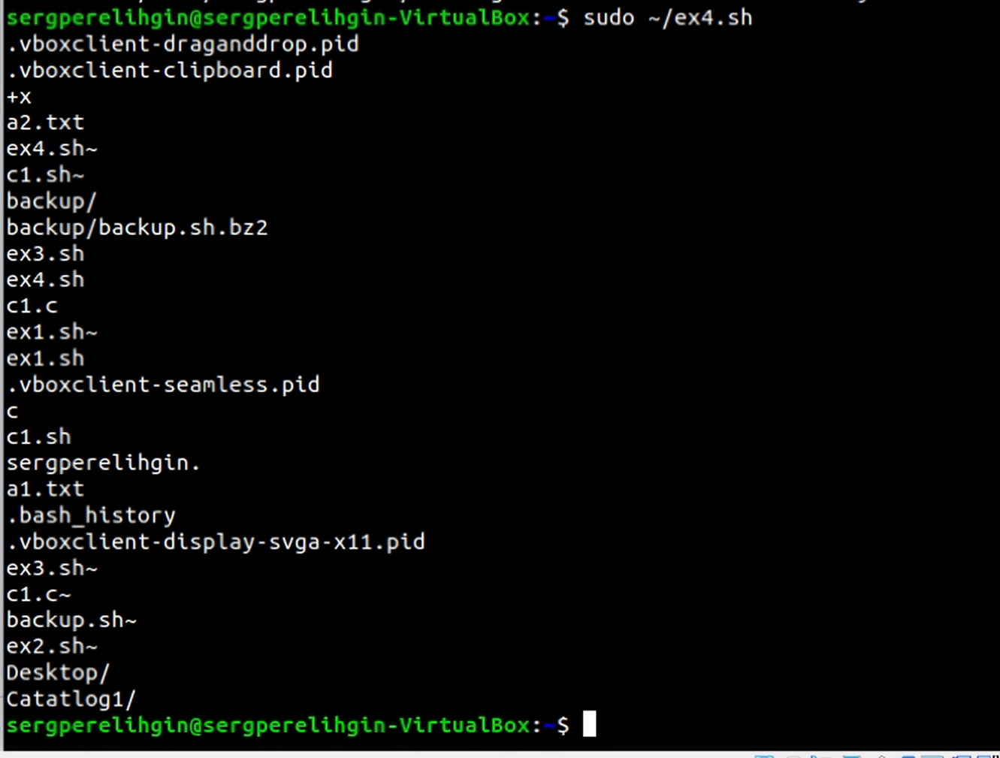 sergperelihgin@sergperelihgin-VirtualBox:~$ sudo ~/ex4.sh
.vboxclient-draganddrop.pid
.vboxclient-clipboard.pid
+x
a2.txt
ex4.sh~
c1.sh~
backup/
backup/backup.sh.bz2
ex3.sh
ex4.sh
c1.c
ex1.sh~
ex1.sh
.vboxclient-seamless.pid
c
c1.sh
sergperelihgin.
a1.txt
.bash_history
.vboxclient-display-svga-x11.pid
ex3.sh~
c1.c~
backup.sh~
ex2.sh~
Desktop/
Catatlog1/
sergperelihgin@sergperelihgin-VirtualBox:~$